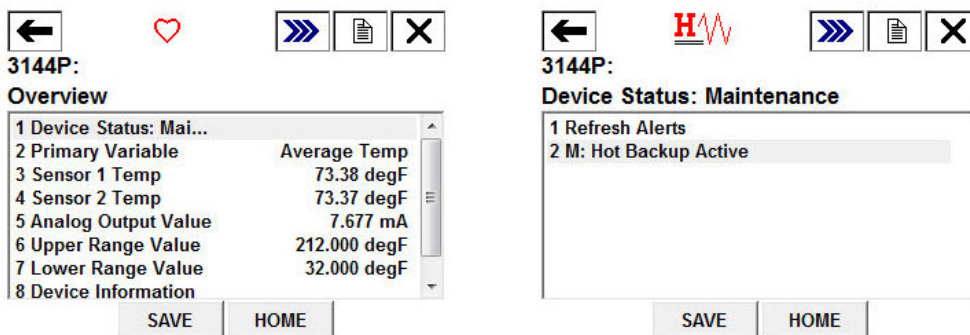 3144P:
Overview
1 Device Status: Mai...
2 Primary Variable Average Temp
3 Sensor 1 Temp 73.38 degF
4 Sensor 2 Temp 73.37 degF
5 Analog Output Value 7.677 mA
6 Upper Range Value 212.000 degF
7 Lower Range Value 32.000 degF
8 Device Information
SAVE HOME
H
3144P:
Device Status: Maintenance
1 Refresh Alerts
2 M: Hot Backup Active
SAVE HOME